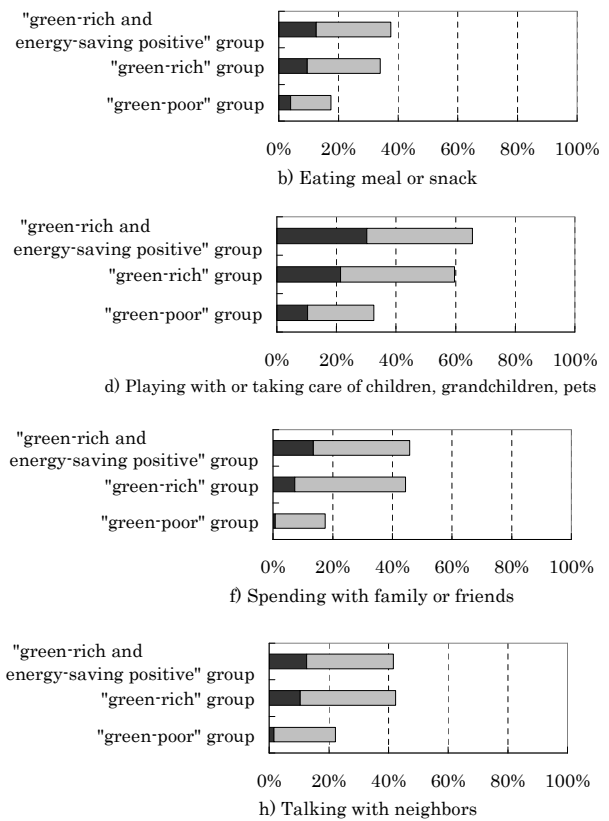 "green-rich and
energy-saving positive" group
"green-rich" group
"green-poor" group
0% 20% 40% 60% 80% 100%
b) Eating meal or snack
"green-rich and
energy-saving positive" group
"green-rich" group
"green-poor" group
0% 20% 40% 60% 80% 100%
d) Playing with or taking care of children, grandchildren, pets
"green-rich and
energy-saving positive" group
"green-rich" group
"green-poor" group
0% 20% 40% 60% 80% 100%
f) Spending with family or friends
"green-rich and
energy-saving positive" group
"green-rich" group
"green-poor" group
0% 20% 40% 60% 80% 100%
h) Talking with neighbors